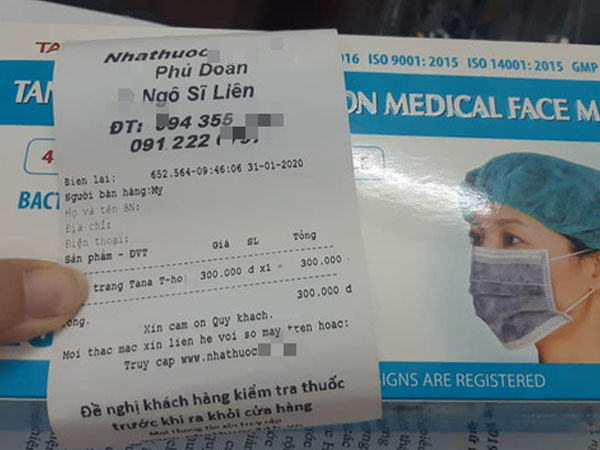 Nhathuoc
Phủ Doãn
Ngô Sĩ Liên
ĐT: 094 355
091 222
Bien lai: 652.564-09:46:06 31-01-2020
Người bán hàng:My
Họ và tên BN:
Địa chỉ:
Điện thoại:
Sản phẩm - DVT Giá SL Tổng
trang Tana T-ho 300.000 đ x1 = 300.000
300.000 đ
Xin cam on Quy khach.
Moi thac mac xin lien he voi so may tren hoac:
Truy cap www.nhathuoc
Đề nghị khách hàng kiểm tra thuốc
trước khi ra khỏi cửa hàng
TA
016 ISO 9001: 2015 ISO 14001: 2015 GMP
TAN
ON MEDICAL FACE M
4
BACT
SIGNS ARE REGISTERED